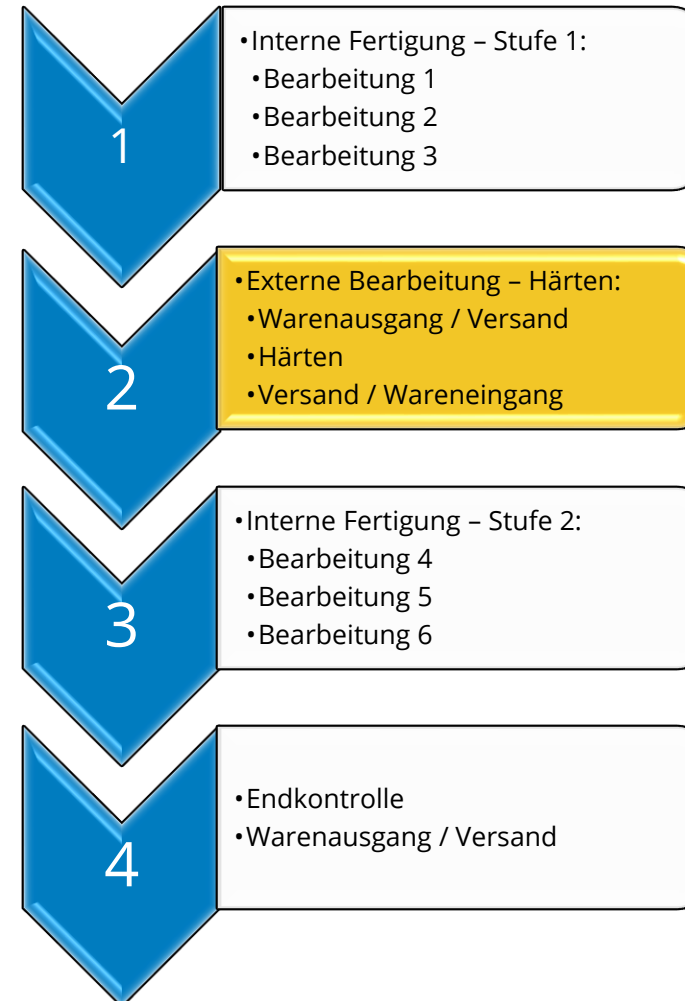 1
•Interne Fertigung – Stufe 1:
•Bearbeitung 1
•Bearbeitung 2
•Bearbeitung 3
2
•Externe Bearbeitung – Härten:
•Warenausgang / Versand
•Härten
•Versand / Wareneingang
3
•Interne Fertigung – Stufe 2:
•Bearbeitung 4
•Bearbeitung 5
•Bearbeitung 6
4
•Endkontrolle
•Warenausgang / Versand